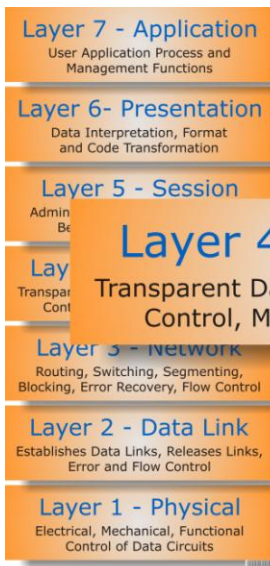 Layer 7 - Application
User Application Process and
Management Functions
Layer 6- Presentation
Data Interpretation, Format
and Code Transformation
Layer 5 - Session
Layer 4
Transparent
Control,
Layer 3 - Network
Routing, Switching, Segmenting,
Blocking, Error Recovery, Flow Control
Layer 2 - Data Link
Establishes Data Links, Releases Links,
Error and Flow Control
Layer 1 - Physical
Electrical, Mechanical, Functional
Control of Data Circuits